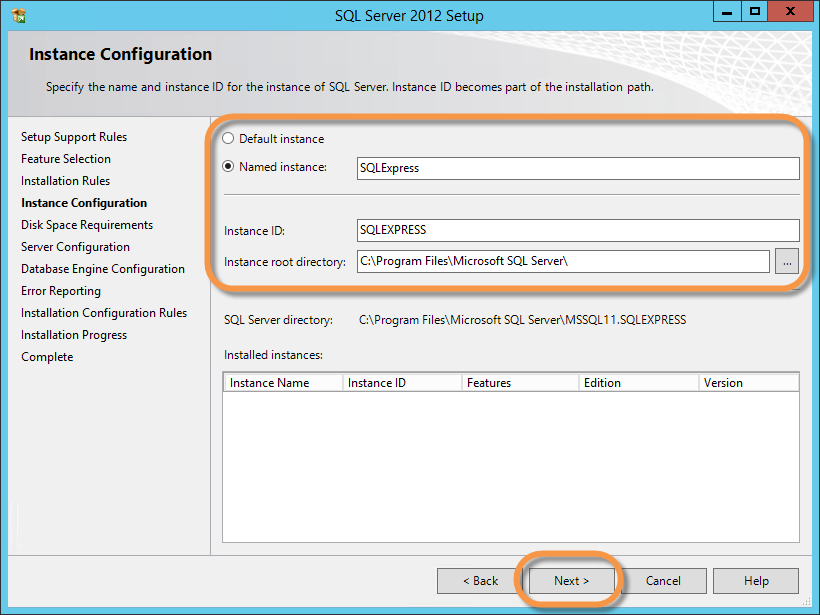 SQL Server 2012 Setup
Instance Configuration
Specify the name and instance ID for the instance of SQL Server. Instance ID becomes part of the installation path.
Setup Support Rules
Feature Selection
Installation Rules
Instance Configuration
Disk Space Requirements
Server Configuration
Database Engine Configuration
Error Reporting
Installation Configuration Rules
Installation Progress
Complete
Default instance
Named instance: SQLExpress
Instance ID: SQLEXPRESS
Instance root directory: C:\Program Files\Microsoft SQL Server\ ...
SQL Server directory: C:\Program Files\Microsoft SQL Server\MSSQL11.SQLEXPRESS
Installed instances:
Instance Name Instance ID Features Edition Version
< Back Next > Cancel Help